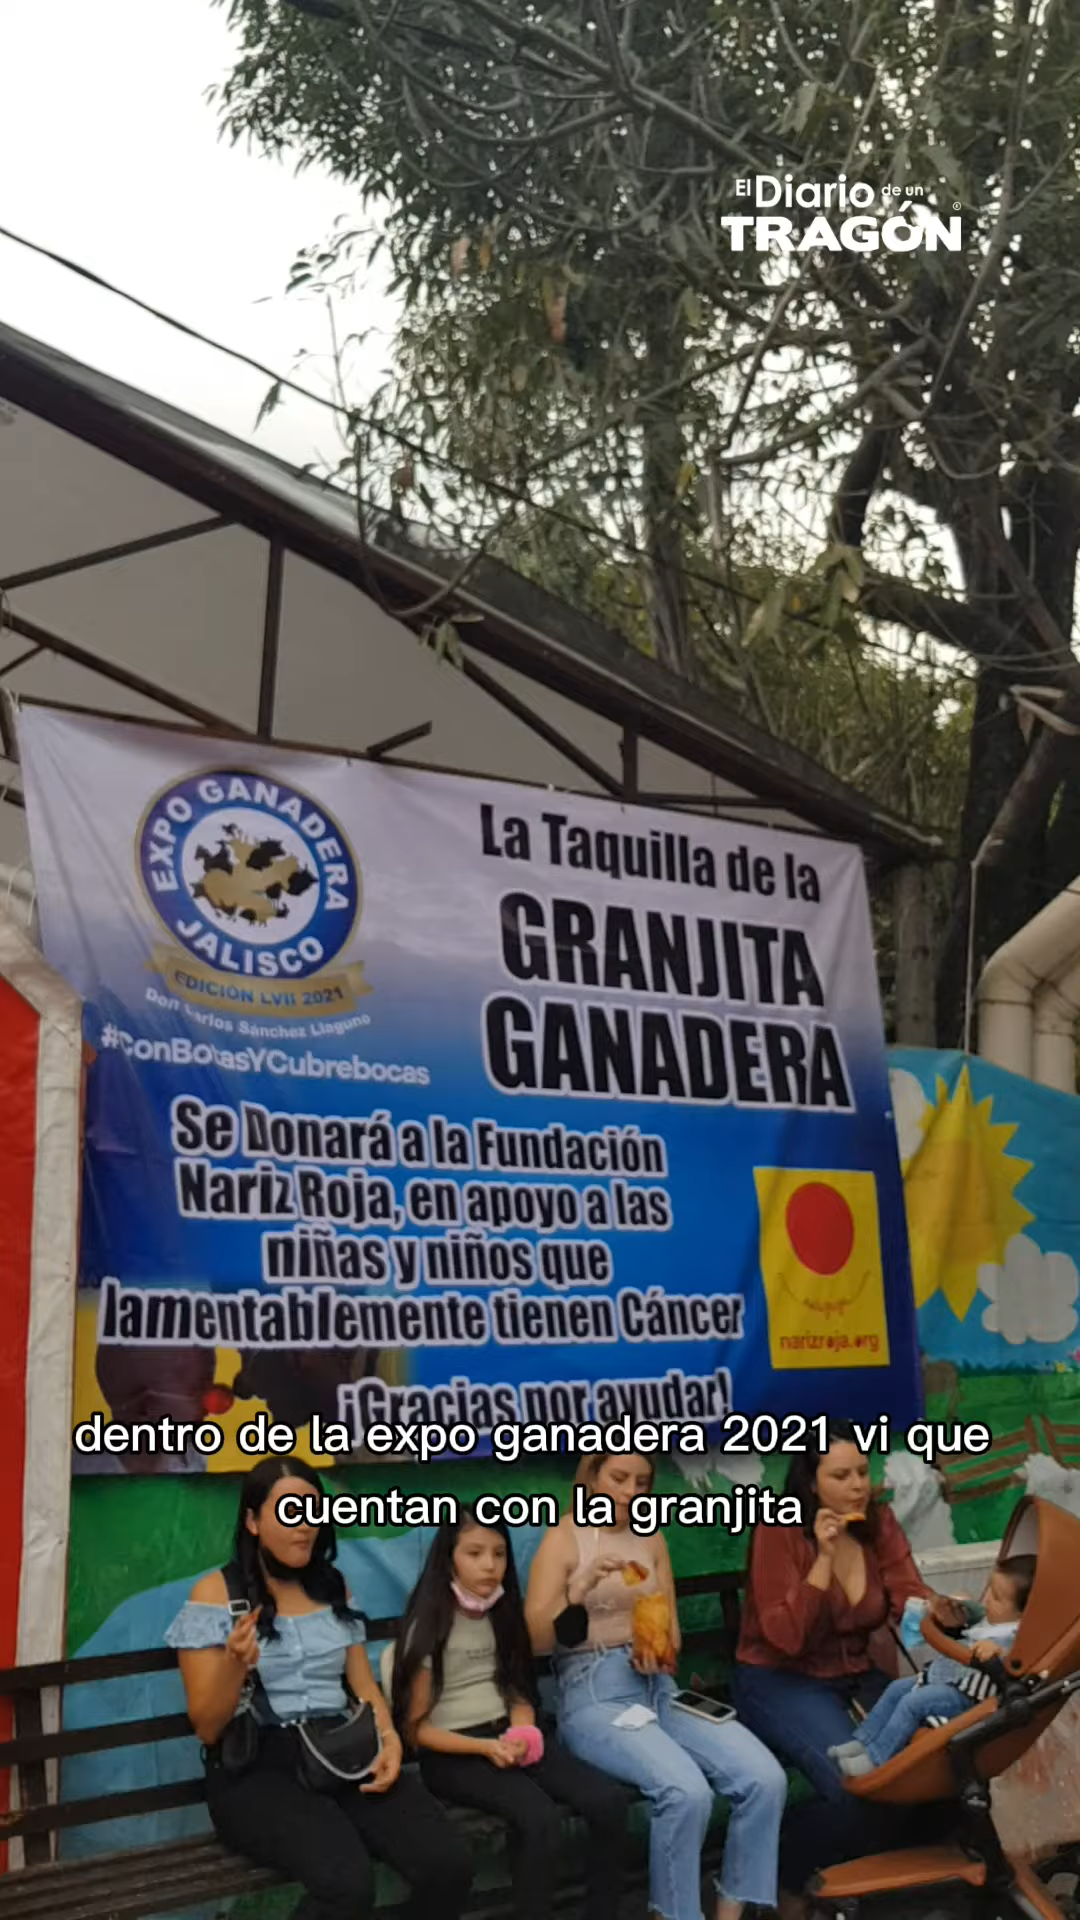 El Diario de un
TRAGÓN
EXPO GANADERA
JALISCO
EDICIÓN LVII 2021
Don Carlos Sánchez Llaguno
#ConBotasYCubrebocas
La Taquilla de la
GRANJITA
GANADERA
Se Donará a la Fundación
Nariz Roja, en apoyo a las
niñas y niños que
lamentablemente tienen Cáncer
¡Gracias por ayudar!
narizroja.org
dentro de la expo ganadera 2021 vi que
cuentan con la granjita